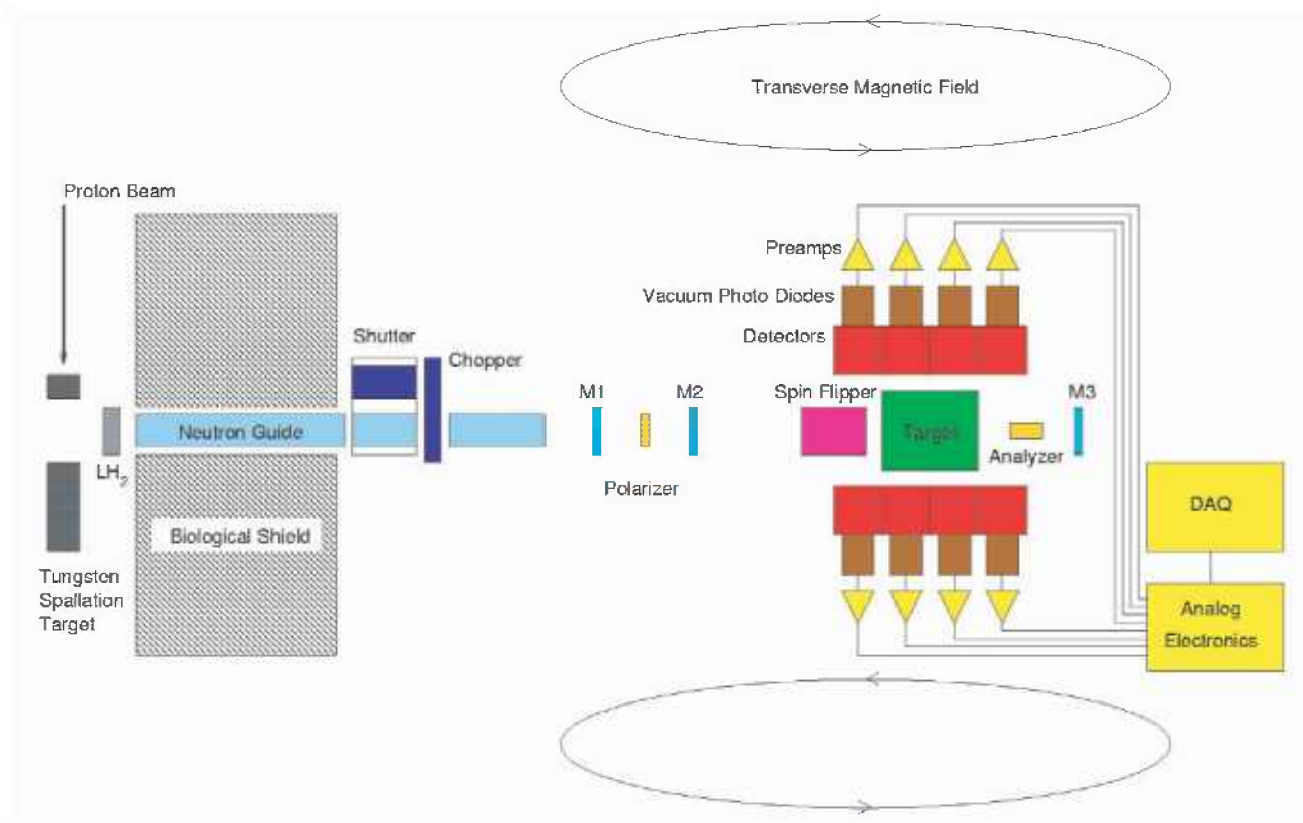 Transverse Magnetic Field
Proton Beam
Preamps
Vacuum Photo Diodes
Detectors
Shutter
Chopper
M1
M2
Spin Flipper
M3
Neutron Guide
Target
Analyzer
LH2
Polarizer
DAQ
Biological Shield
Tungsten
Spallation
Target
Analog
Electronics